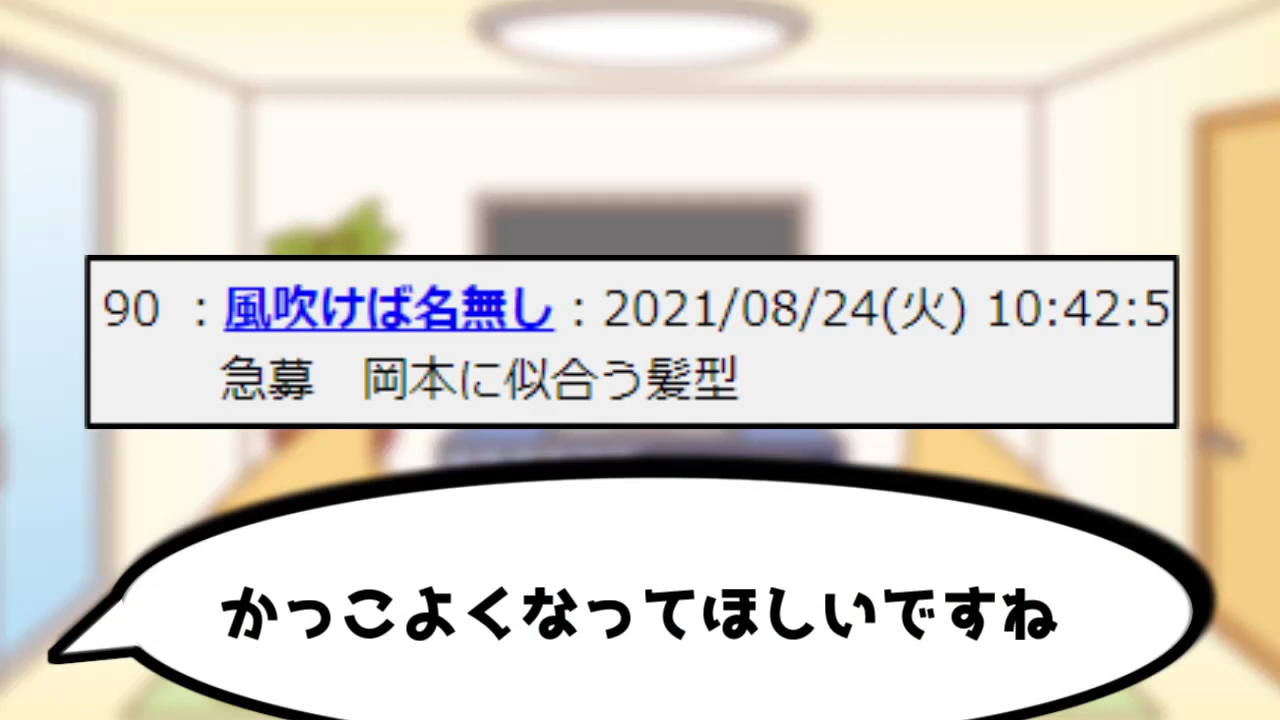 90 ：風吹けば名無し：2021/08/24(火) 10:42:5
急募　岡本に似合う髪型
かっこよくなってほしいですね